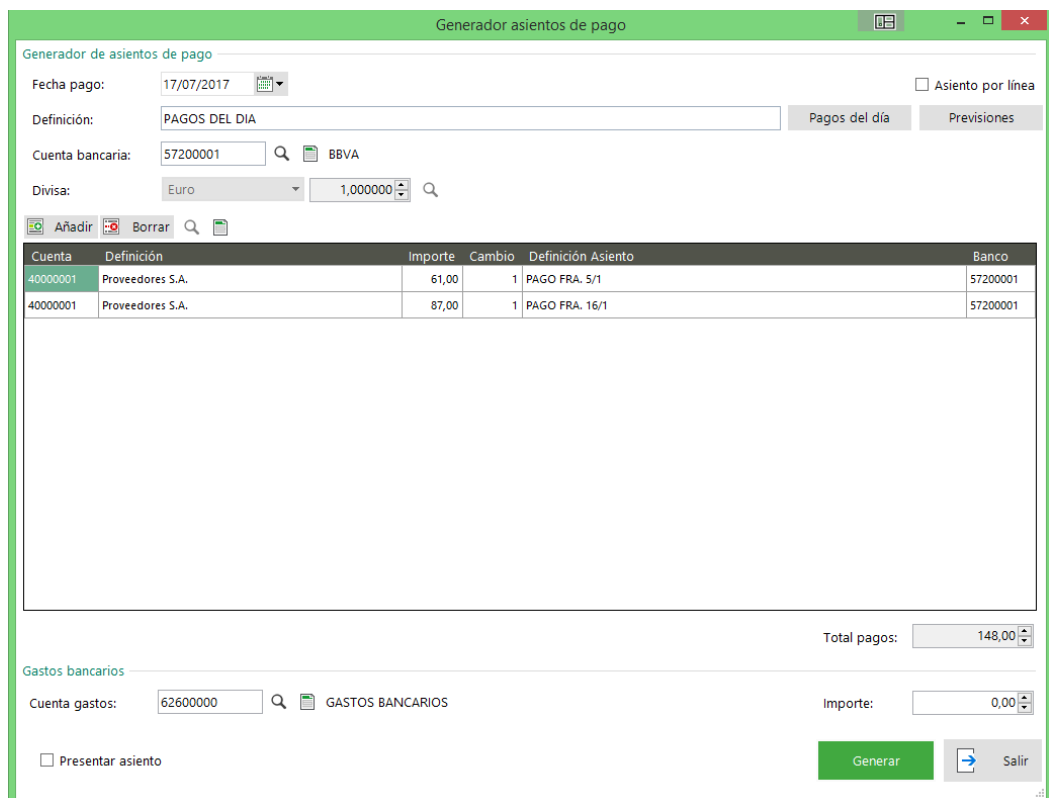 Generador asientos de pago
Generador de asientos de pago
Fecha pago: 17/07/2017 Asiento por línea
Definición: PAGOS DEL DIA Pagos del día Previsiones
Cuenta bancaria: 57200001 BBVA
Divisa: Euro 1,000000
Añadir Borrar
Cuenta Definición Importe Cambio Definición Asiento Banco
40000001 Proveedores S.A. 61,00 1 PAGO FRA. 5/1 57200001
40000001 Proveedores S.A. 87,00 1 PAGO FRA. 16/1 57200001
Total pagos: 148,00
Gastos bancarios
Cuenta gastos: 62600000 GASTOS BANCARIOS Importe: 0,00
Presentar asiento Generar Salir